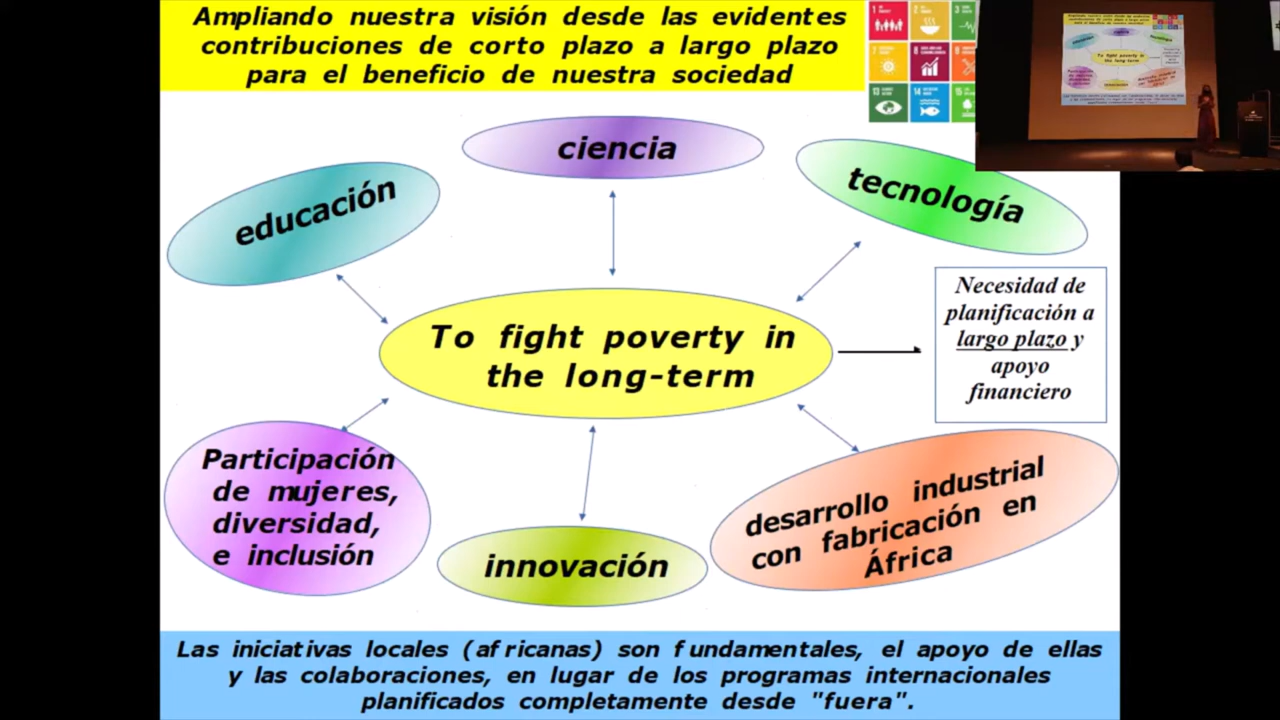 Ampliando nuestra visión desde las evidentes
contribuciones de corto plazo a largo plazo
para el beneficio de nuestra sociedad
ciencia
tecnología
educación
To fight poverty in
the long-term
Necesidad de
planificación a
largo plazo y
apoyo
financiero
Participación
de mujeres,
diversidad,
e inclusión
innovación
desarrollo industrial
con fabricación en
África
Las iniciativas locales (africanas) son fundamentales, el apoyo de ellas
y las colaboraciones, en lugar de los programas internacionales
planificados completamente desde "fuera".